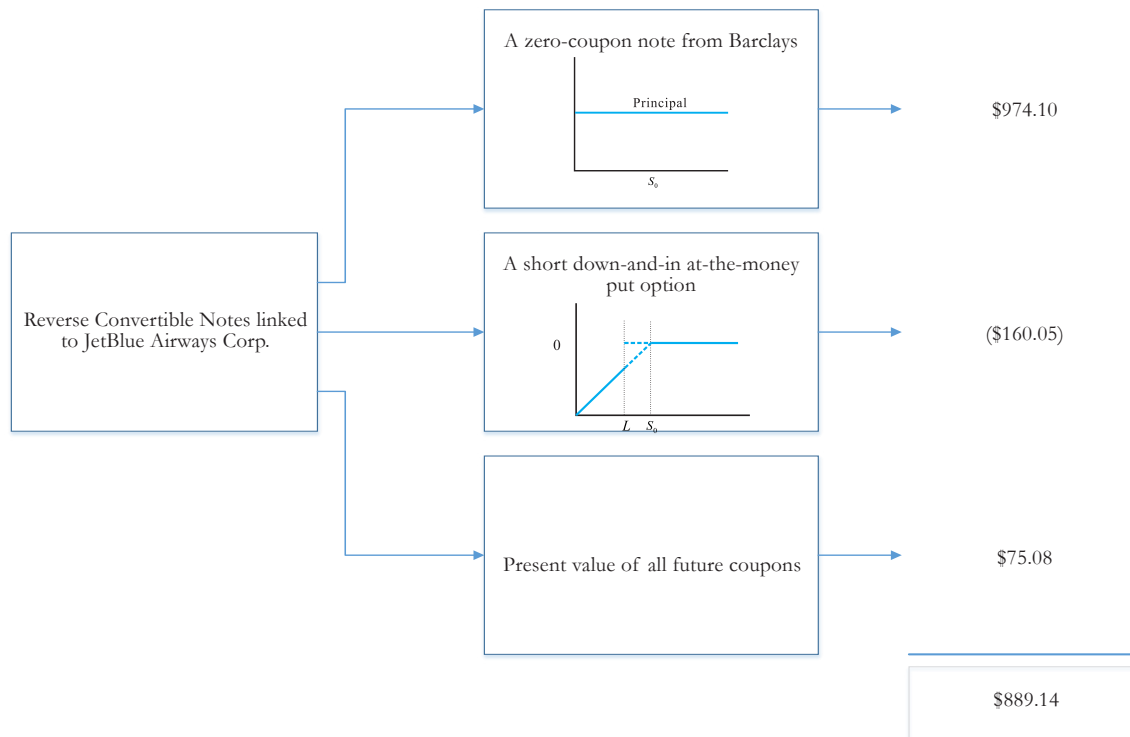 A zero-coupon note from Barclays
Principal
S₀
$974.10
Reverse Convertible Notes linked
to JetBlue Airways Corp.
A short down-and-in at-the-money
put option
0
L S₀
($160.05)
Present value of all future coupons
$75.08
$889.14